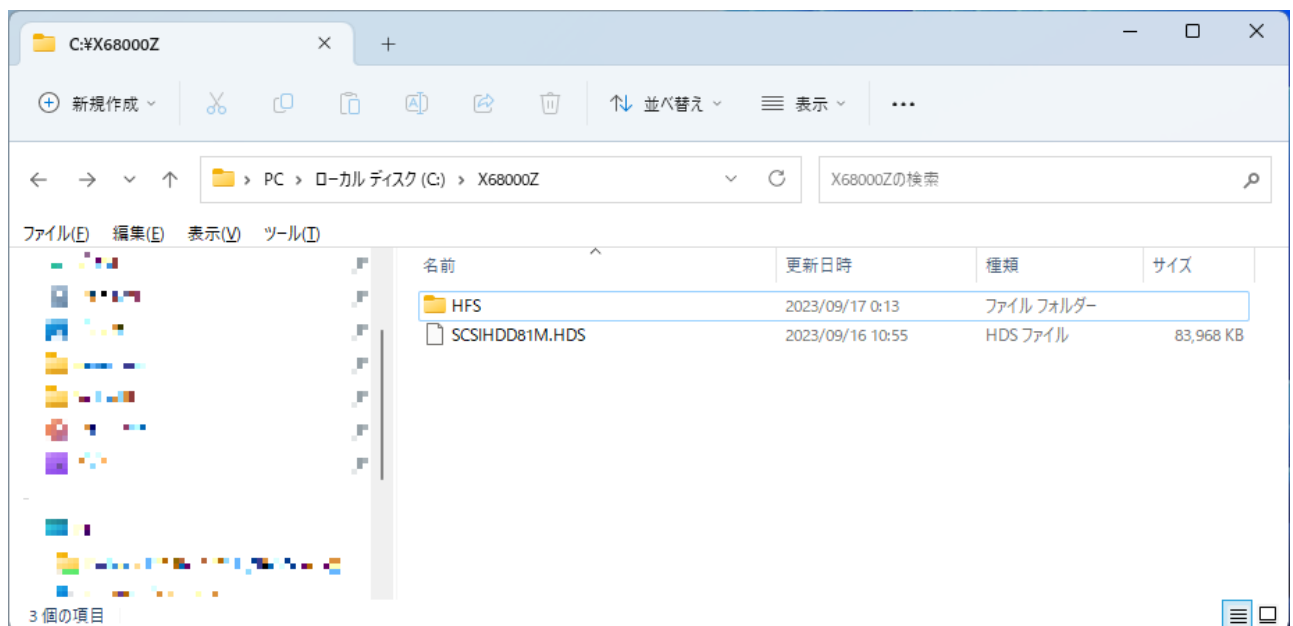 C:¥X68000Z
新規作成 並べ替え 表示
PC > ローカル ディスク (C:) > X68000Z X68000Zの検索
ファイル(F) 編集(E) 表示(V) ツール(T)
名前 更新日時 種類 サイズ
HFS 2023/09/17 0:13 ファイル フォルダー
SCSIHDD81M.HDS 2023/09/16 10:55 HDS ファイル 83,968 KB
3 個の項目